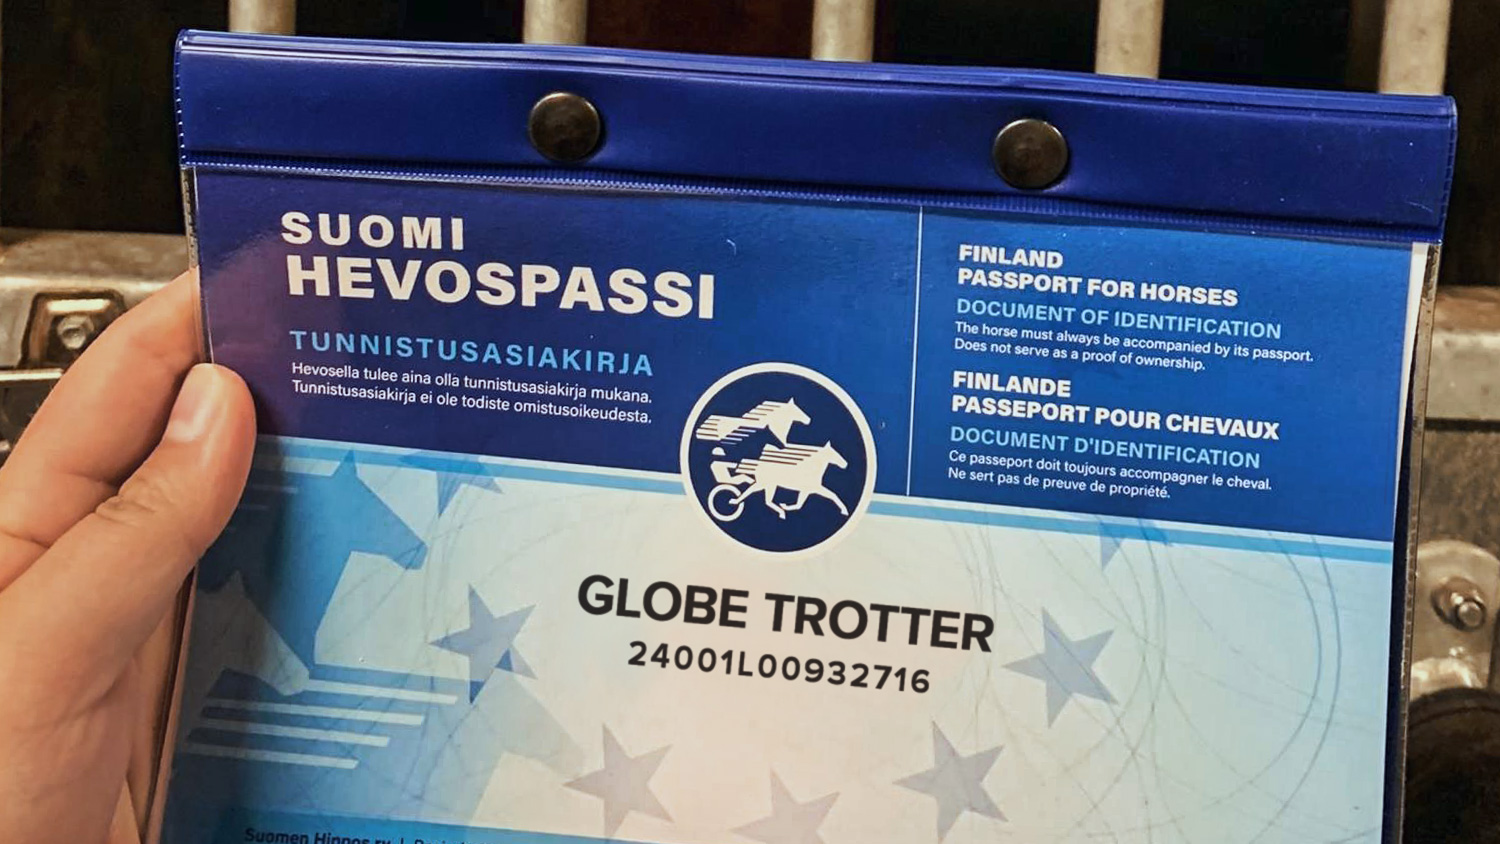 SUOMI
HEVOSPASSI
TUNNISTUSASIAKIRJA
Hevosella tulee aina olla tunnistusasiakirja mukana.
Tunnistusasiakirja ei ole todiste omistusoikeudesta.
FINLAND
PASSPORT FOR HORSES
DOCUMENT OF IDENTIFICATION
The horse must always be accompanied by its passport.
Does not serve as a proof of ownership.
FINLANDE
PASSEPORT POUR CHEVAUX
DOCUMENT D'IDENTIFICATION
Ce passeport doit toujours accompagner le cheval.
Ne sert pas de preuve de propriété.
GLOBE TROTTER
24001L00932716
Suomen Hippos ry |